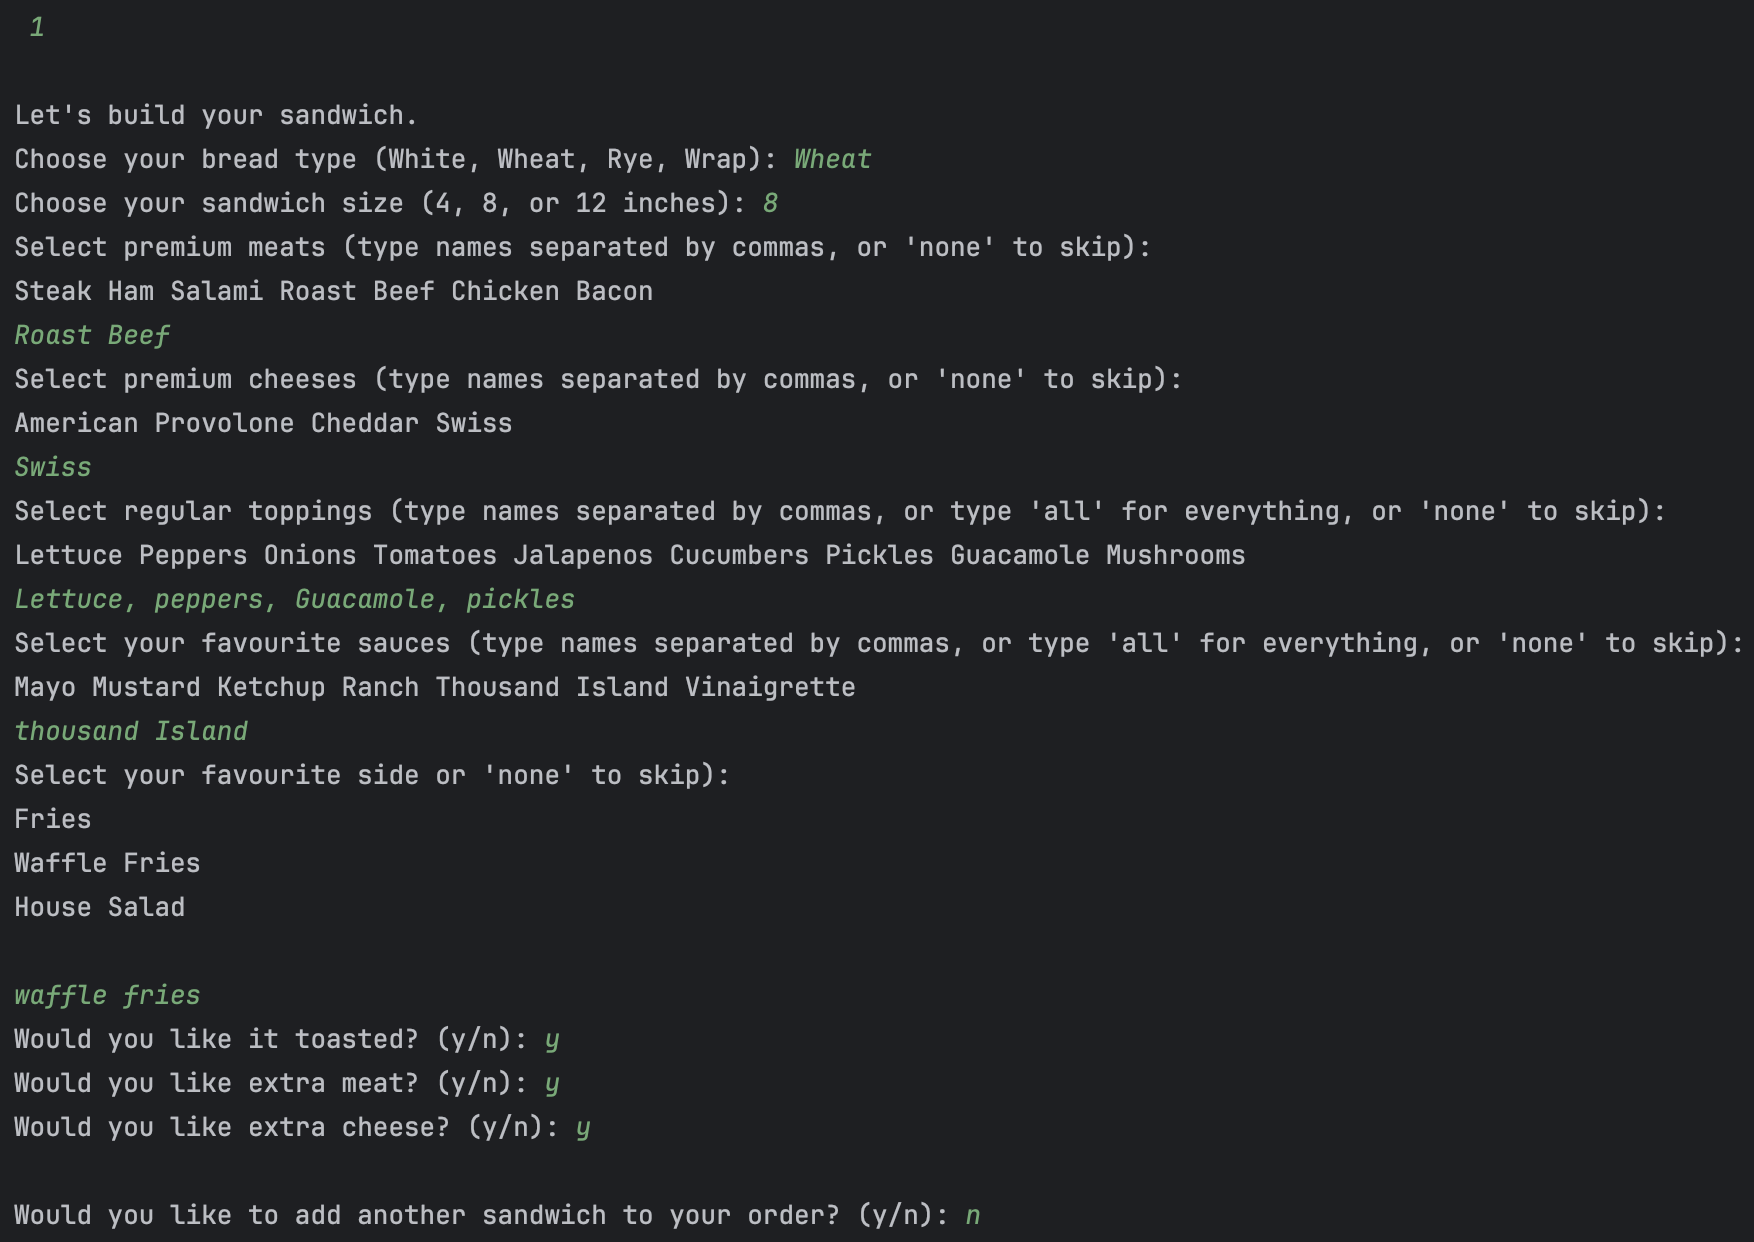 1
Let's build your sandwich.
Choose your bread type (White, Wheat, Rye, Wrap): Wheat
Choose your sandwich size (4, 8, or 12 inches): 8
Select premium meats (type names separated by commas, or 'none' to skip):
Steak Ham Salami Roast Beef Chicken Bacon
Roast Beef
Select premium cheeses (type names separated by commas, or 'none' to skip):
American Provolone Cheddar Swiss
Swiss
Select regular toppings (type names separated by commas, or type 'all' for everything, or 'none' to skip):
Lettuce Peppers Onions Tomatoes Jalapenos Cucumbers Pickles Guacamole Mushrooms
Lettuce, peppers, Guacamole, pickles
Select your favourite sauces (type names separated by commas, or type 'all' for everything, or 'none' to skip):
Mayo Mustard Ketchup Ranch Thousand Island Vinaigrette
thousand Island
Select your favourite side or 'none' to skip):
Fries
Waffle Fries
House Salad
waffle fries
Would you like it toasted? (y/n): y
Would you like extra meat? (y/n): y
Would you like extra cheese? (y/n): y
Would you like to add another sandwich to your order? (y/n): n